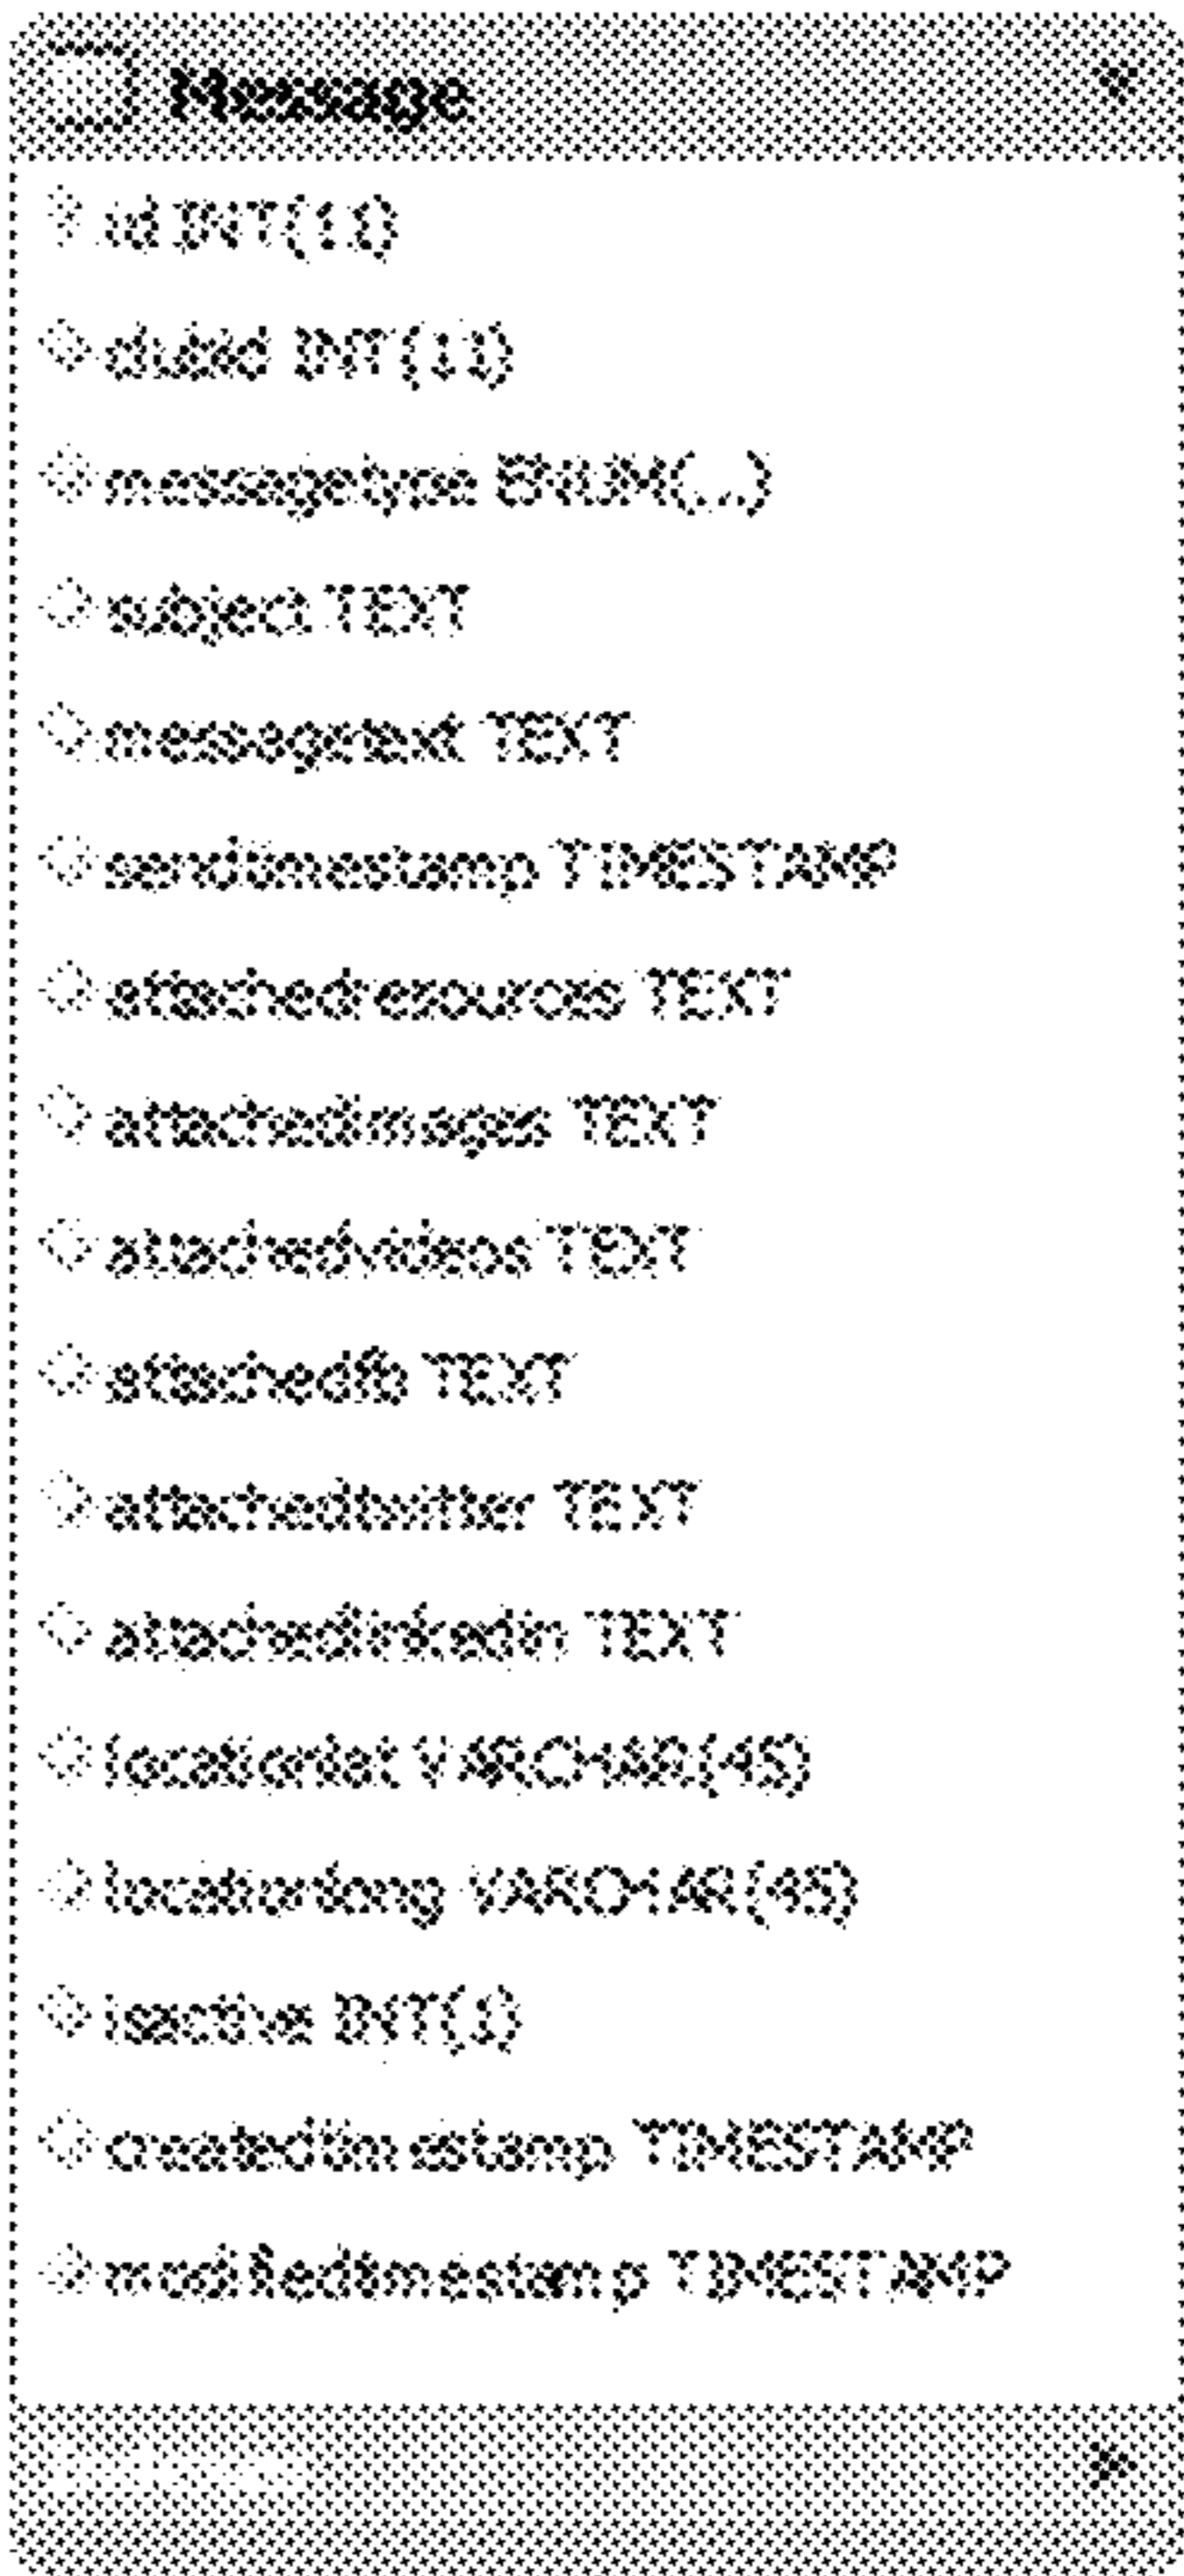 Message
id INT(11)
clubid INT(11)
messagetype ENUM(...)
subject TEXT
messagetext TEXT
sendtimestamp TIMESTAMP
attachedresources TEXT
attachedimages TEXT
attachedvideos TEXT
attachedfb TEXT
attachedtwitter TEXT
attachedlinkedin TEXT
locationlat VARCHAR(45)
locationlong VARCHAR(45)
isactive INT(1)
createdtimestamp TIMESTAMP
modifiedtimestamp TIMESTAMP